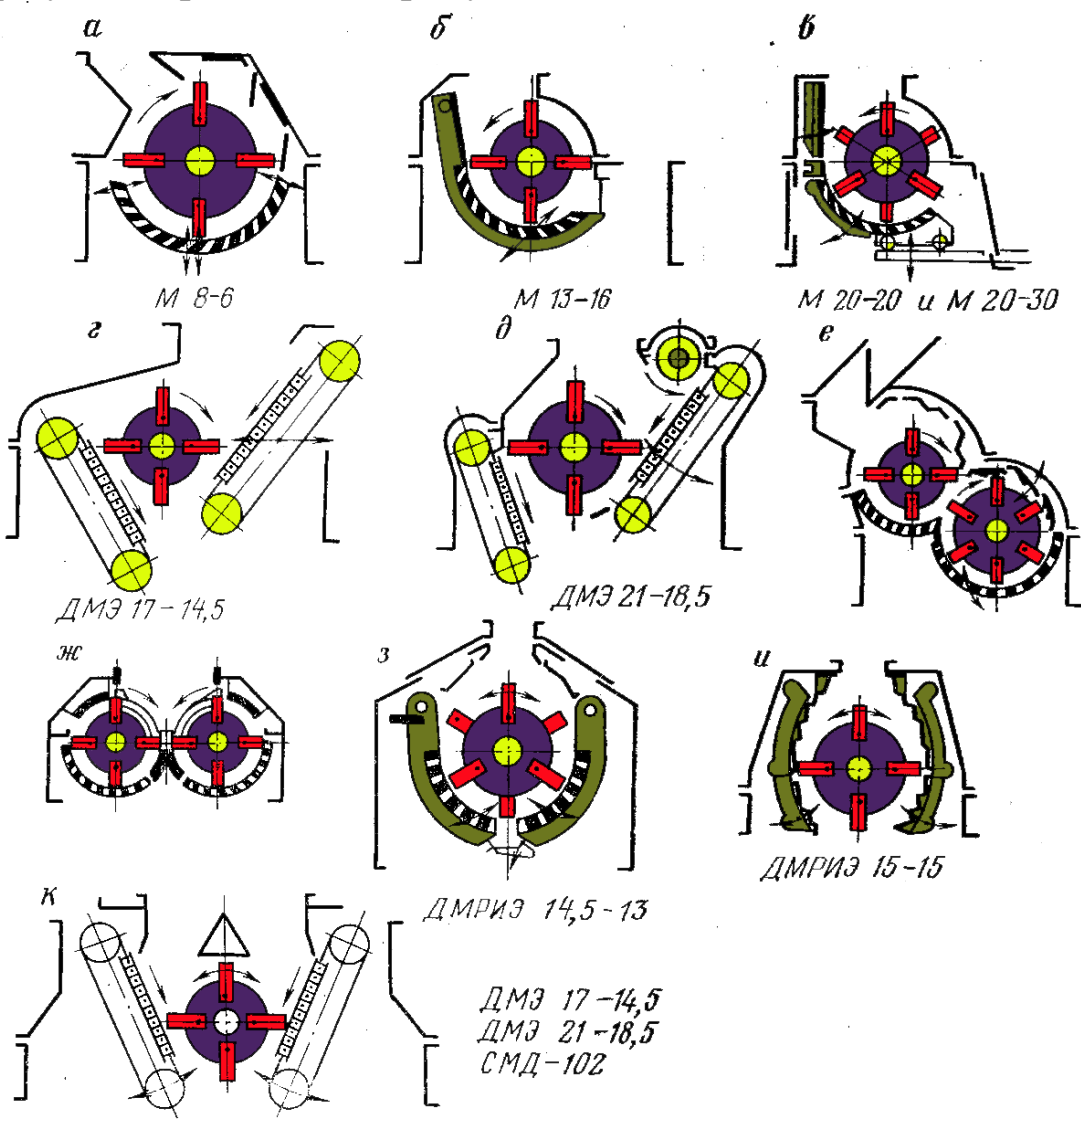 а б в
М 8-6 М 13-16 М 20-20 и М 20-30
г д е
ДМЭ 17-14,5 ДМЭ 21-18,5
ж з и
ДМРИЭ 15-15
к ДМРИЭ 14,5-13
ДМЭ 17-14,5
ДМЭ 21-18,5
СМД-102